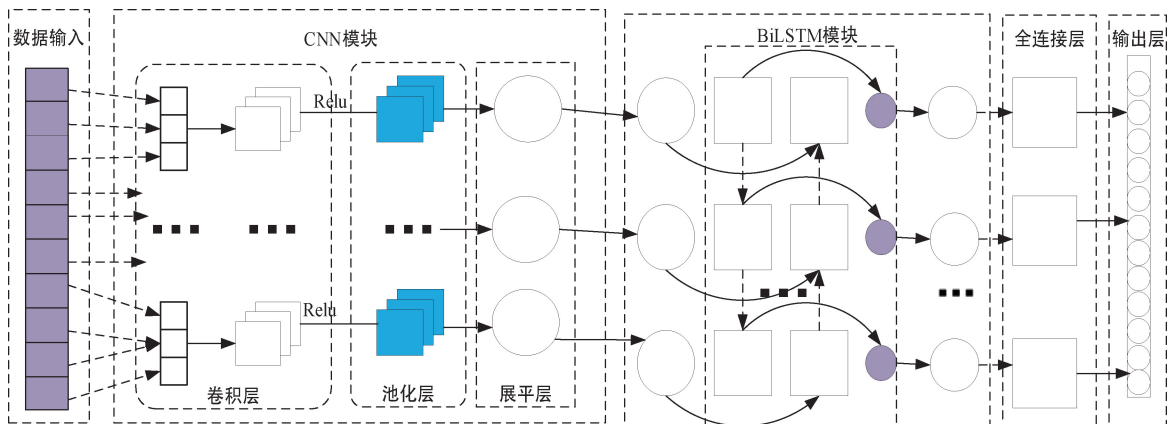 数据输入
CNN模块
BiLSTM模块
全连接层
输出层
Relu
Relu
卷积层
池化层
展平层